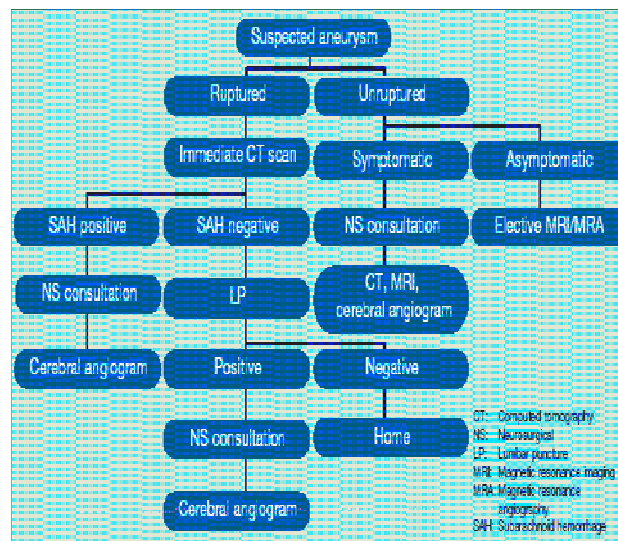 Suspected aneurysm
Ruptured
Unruptured
Immediate CT scan
Symptomatic
Asymptomatic
SAH positive
SAH negative
NS consultation
Elective MRI/MRA
NS consultation
LP
CT, MRI,
cerebral angiogram
Cerebral angiogram
Positive
Negative
NS consultation
Home
Cerebral angiogram
CT: Computed tomography
NS: Neurosurgical
LP: Lumbar puncture
MRI: Magnetic resonance imaging
MRA: Magnetic resonance
angiography
SAH: Subarachnoid hemorrhage